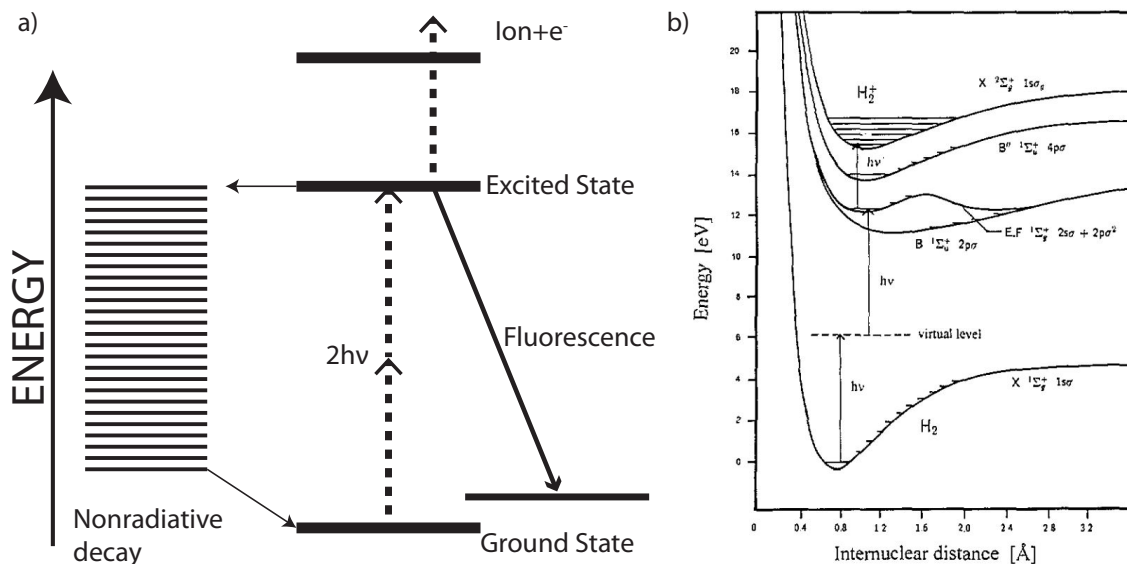 a)
ENERGY
Ion+e⁻
Excited State
2hν
Fluorescence
Nonradiative
decay
Ground State
b)
Energy [eV]
20
18
16
14
12
10
8
6
4
2
0
H₂⁺
X ²Σg⁺ 1sσg
hν
B" ¹Σu⁺ 4pσ
E.F ¹Σg⁺ 2sσ + 2pσ²
B ¹Σu⁺ 2pσ
hν
virtual level
hν
X ¹Σg⁺ 1sσ
H₂
0 0.4 0.8 1.2 1.6 2.0 2.4 3.2
Internuclear distance [Å]